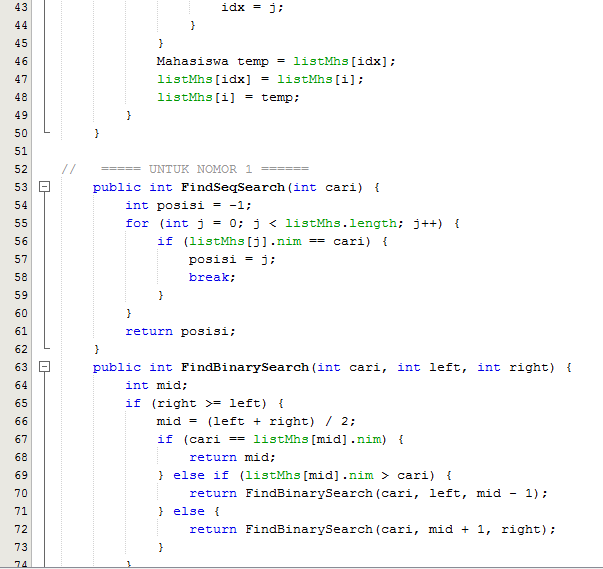 43 idx = j;
44 }
45 }
46 Mahasiswa temp = listMhs[idx];
47 listMhs[idx] = listMhs[i];
48 listMhs[i] = temp;
49 }
50 }
51
52 // ===== UNTUK NOMOR 1 ======
53 public int FindSeqSearch(int cari) {
54 int posisi = -1;
55 for (int j = 0; j < listMhs.length; j++) {
56 if (listMhs[j].nim == cari) {
57 posisi = j;
58 break;
59 }
60 }
61 return posisi;
62 }
63 public int FindBinarySearch(int cari, int left, int right) {
64 int mid;
65 if (right >= left) {
66 mid = (left + right) / 2;
67 if (cari == listMhs[mid].nim) {
68 return mid;
69 } else if (listMhs[mid].nim > cari) {
70 return FindBinarySearch(cari, left, mid - 1);
71 } else {
72 return FindBinarySearch(cari, mid + 1, right);
73 }
74 }